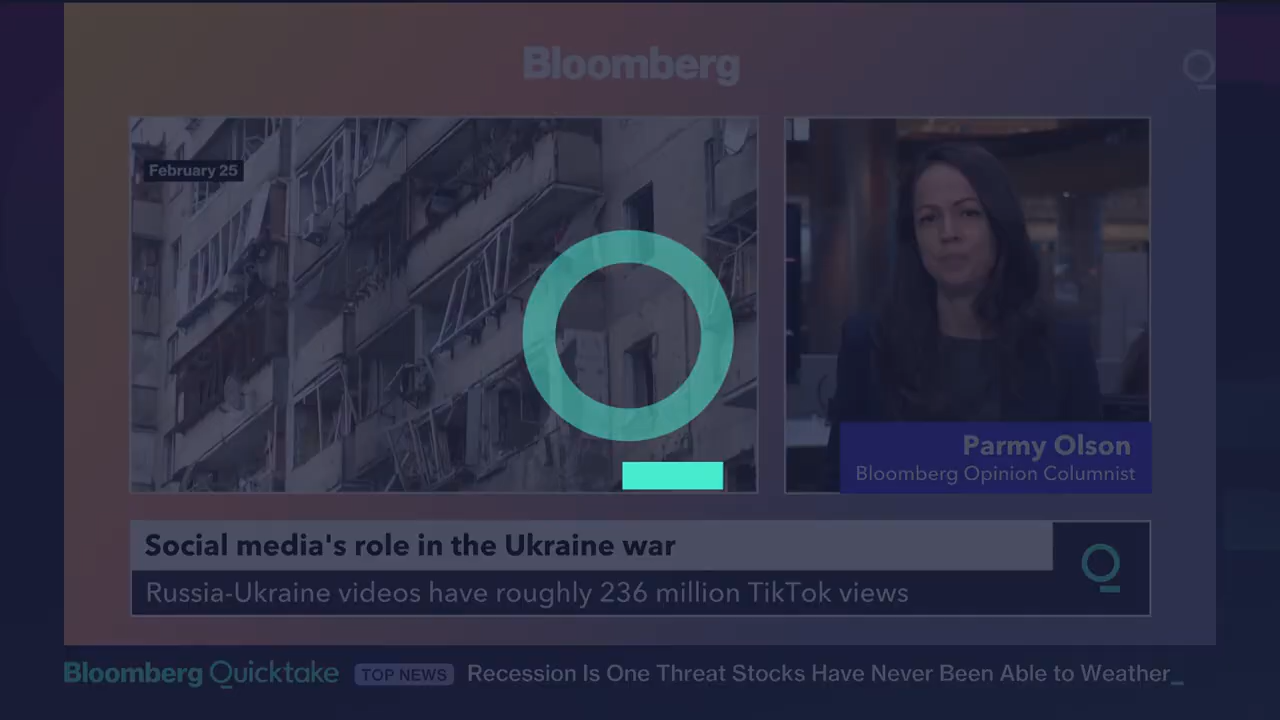 Bloomberg
February 25
Parmy Olson
Bloomberg Opinion Columnist
Social media's role in the Ukraine war
Russia-Ukraine videos have roughly 236 million TikTok views
Bloomberg Quicktake TOP NEWS Recession Is One Threat Stocks Have Never Been Able to Weather_